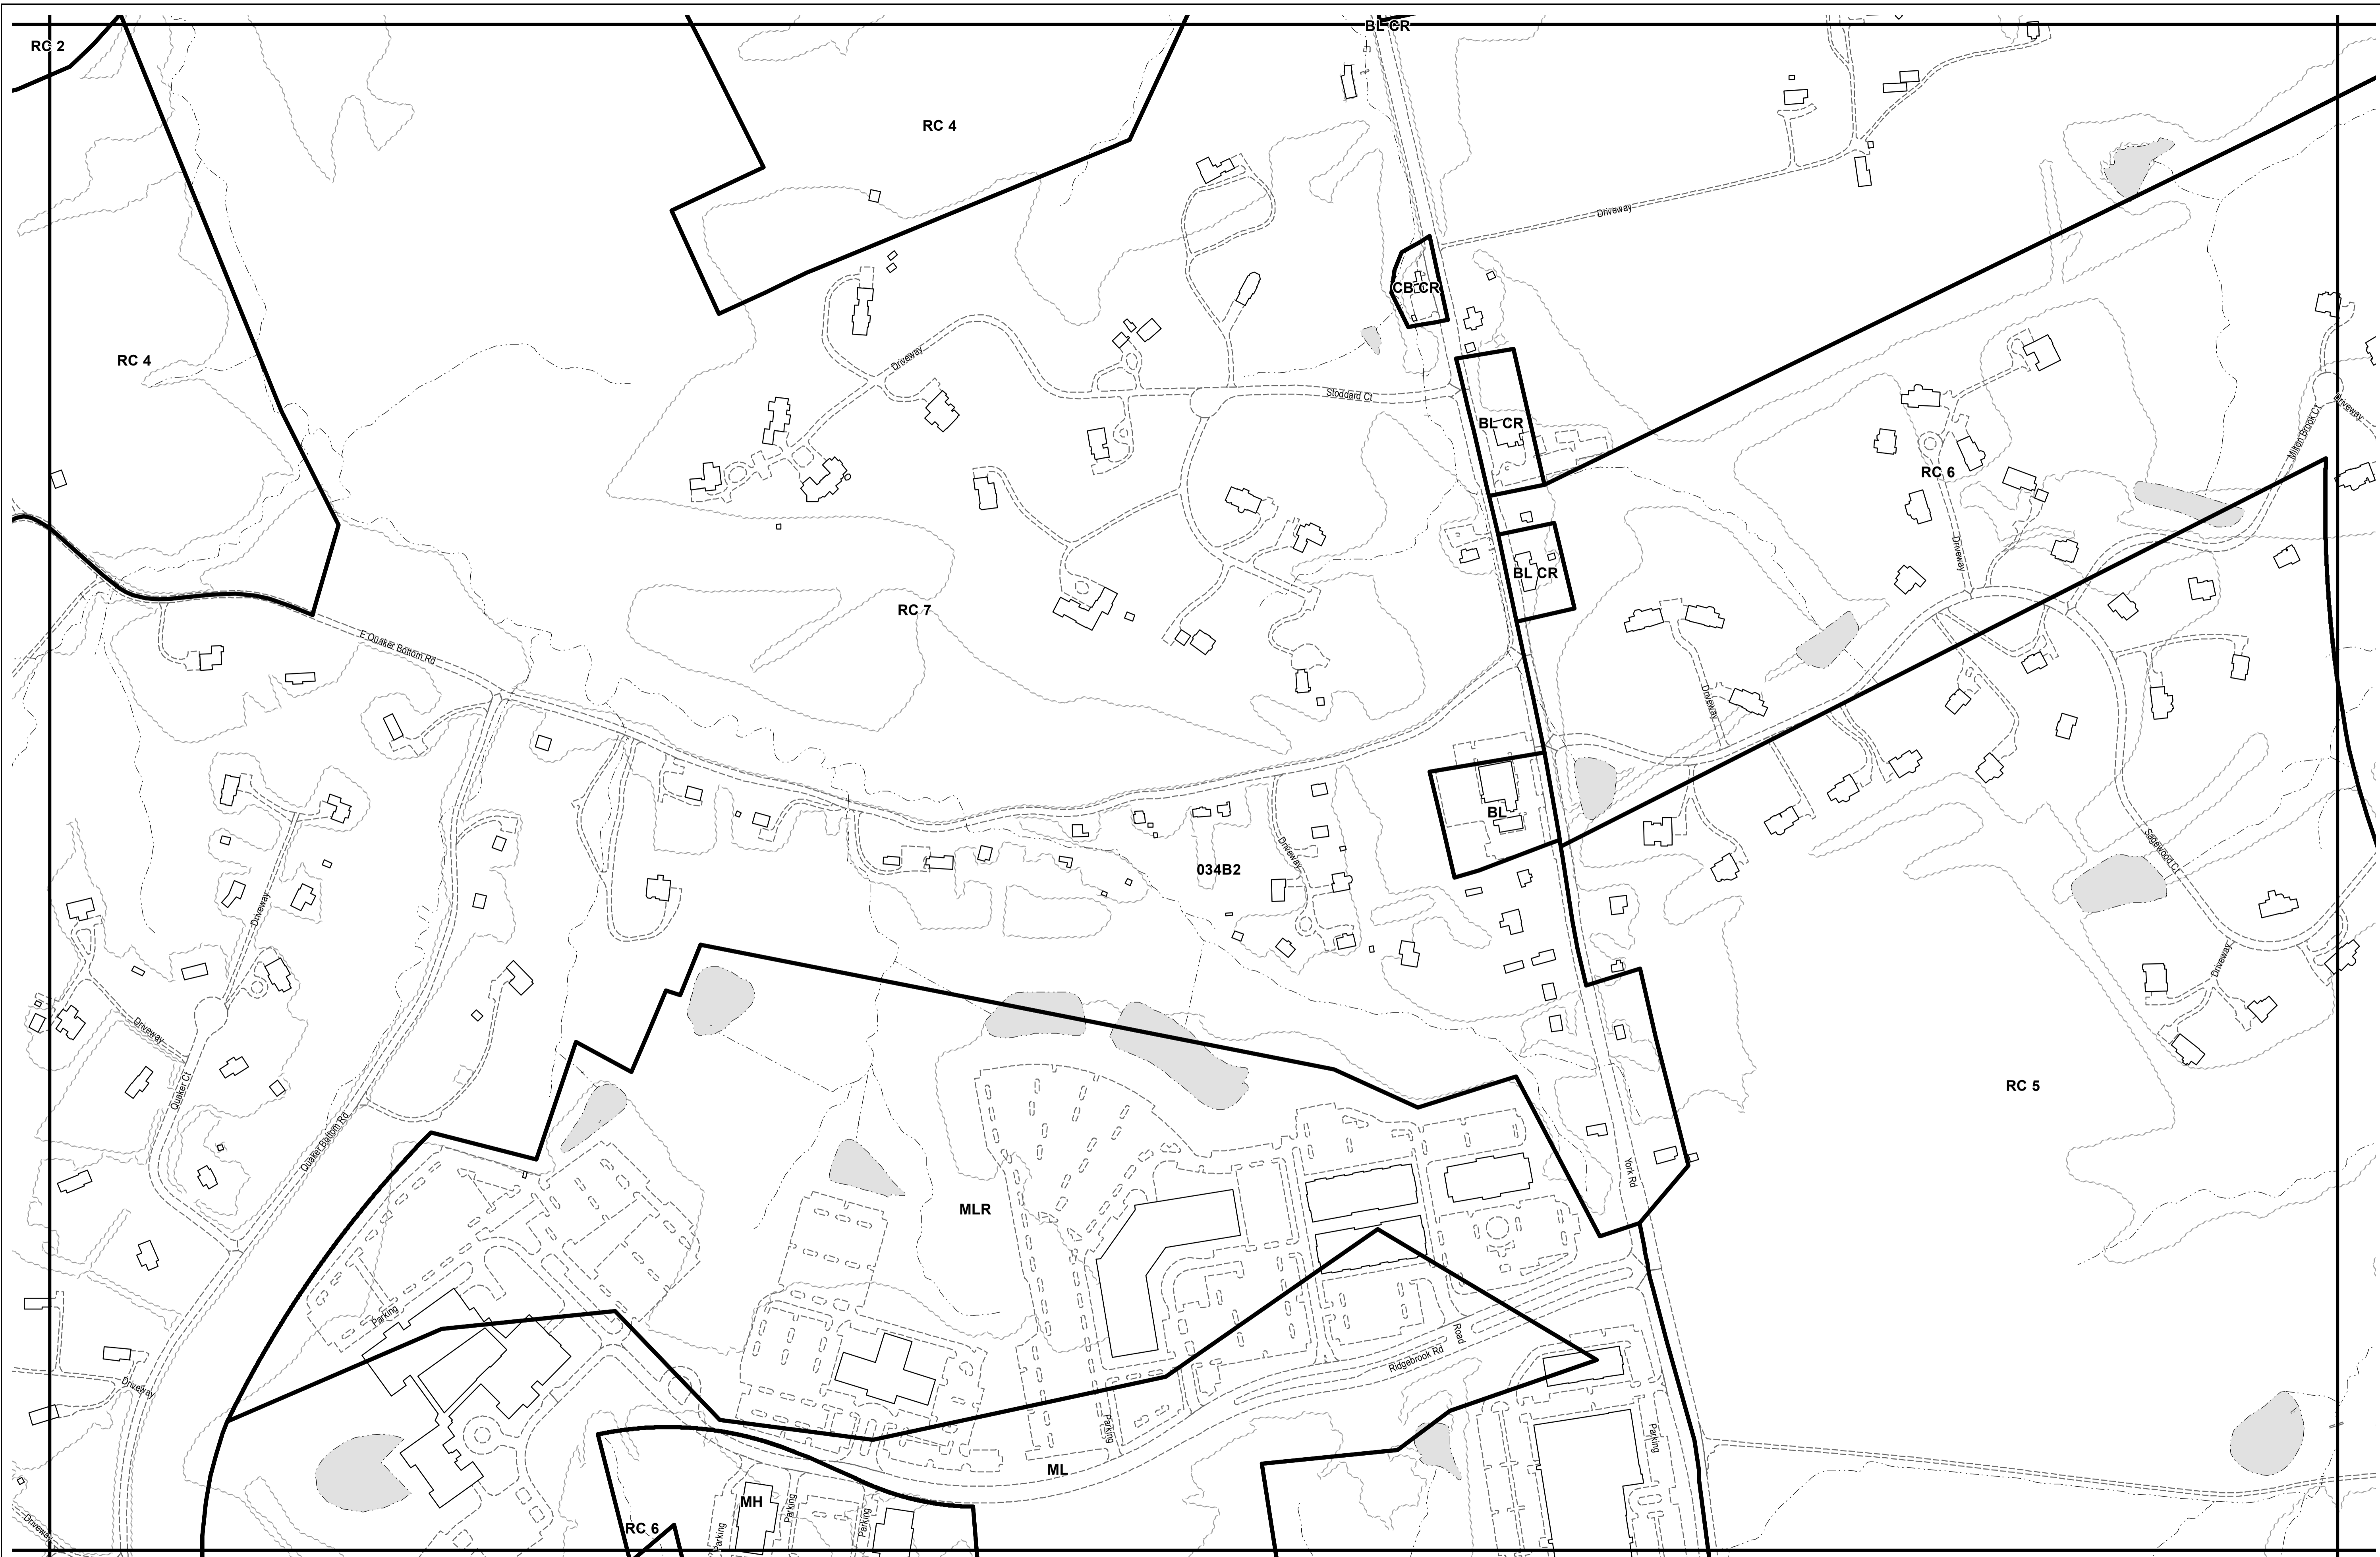 BL CR
RC 2
RC 4
Driveway
CB CR
RC 4
Driveway
Stoddard Ct
Driveway
BL CR
Milton Brook Ct
RC 6
Driveway
BL CR
RC 7
E Quaker Bottom Rd
Driveway
BL
Driveway
034B2
Sagewood Ct
Driveway
Driveway
Driveway
Quaker Ct
RC 5
Quaker Bottom Rd
York Rd
MLR
Parking
Road
Ridgebrook Rd
Driveway
Parking
Parking
ML
MH
Parking
Parking
Parking
RC 6
Driveway